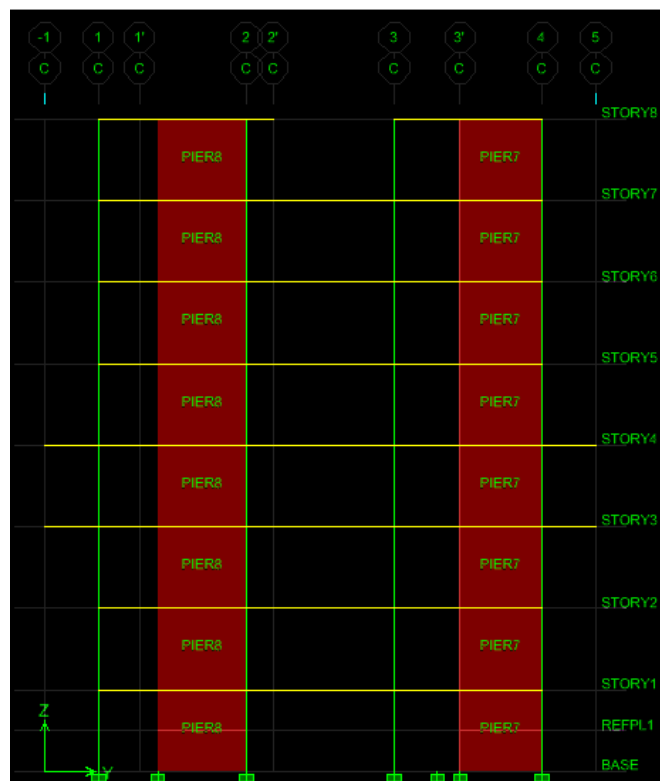 -1 1 1' 2 2' 3 3' 4 5
C C C C C C C C C
STORY8
PIER8 PIER7
STORY7
PIER8 PIER7
STORY6
PIER8 PIER7
STORY5
PIER8 PIER7
STORY4
PIER8 PIER7
STORY3
PIER8 PIER7
STORY2
PIER8 PIER7
STORY1
Z
PIER8 PIER7 REFPL1
Y BASE